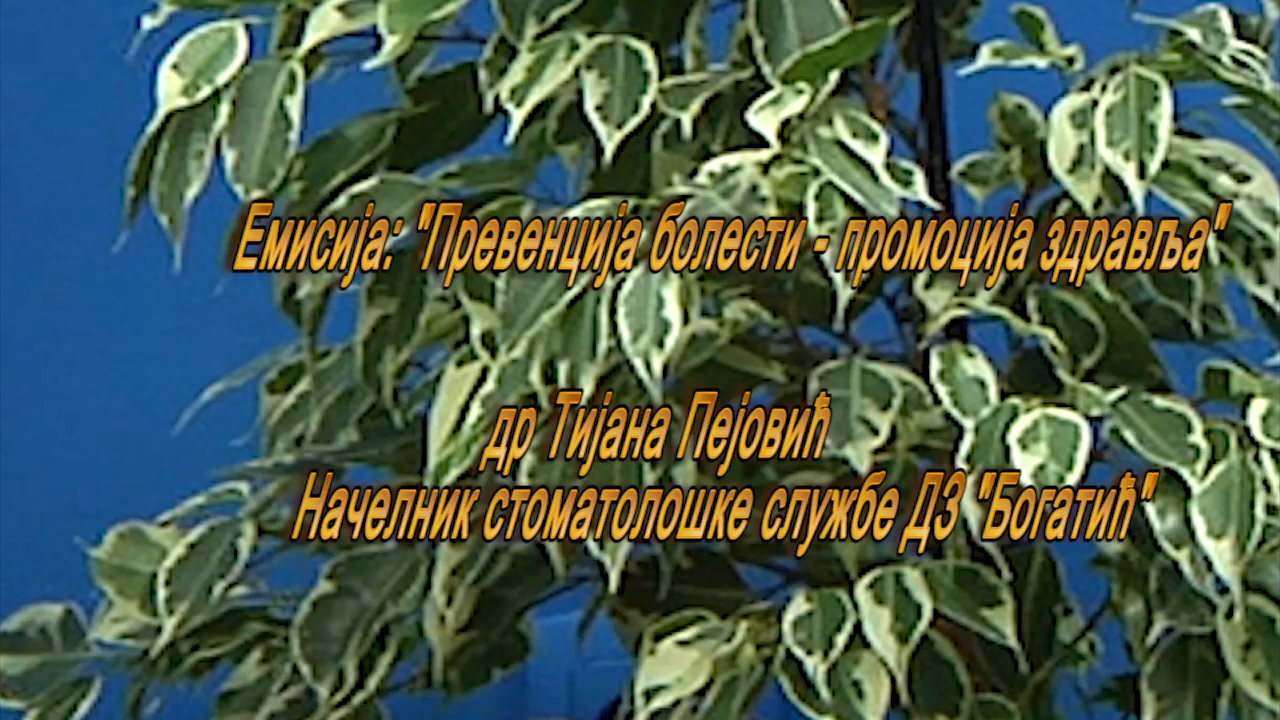 Емисија: "Превенција болести - промоција здравља"
др Тијана Пејовић
Начелник стоматолошке службе ДЗ "Богатић"